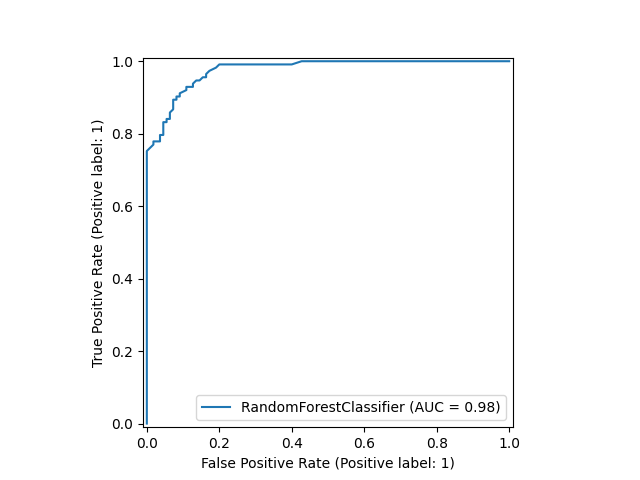 1.0
0.8
0.6
0.4
0.2
0.0
True Positive Rate (Positive label: 1)
RandomForestClassifier (AUC = 0.98)
0.0 0.2 0.4 0.6 0.8 1.0
False Positive Rate (Positive label: 1)